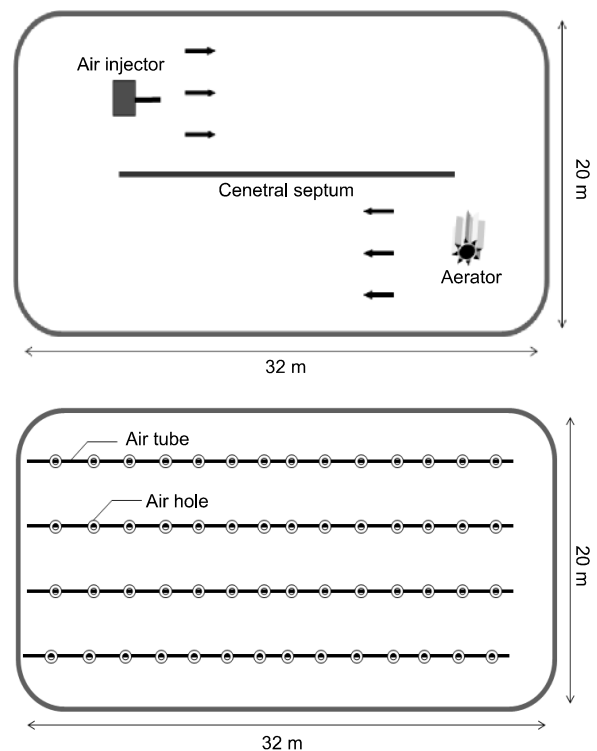 Air injector
Cenetral septum
Aerator
20 m
32 m
Air tube
Air hole
20 m
32 m